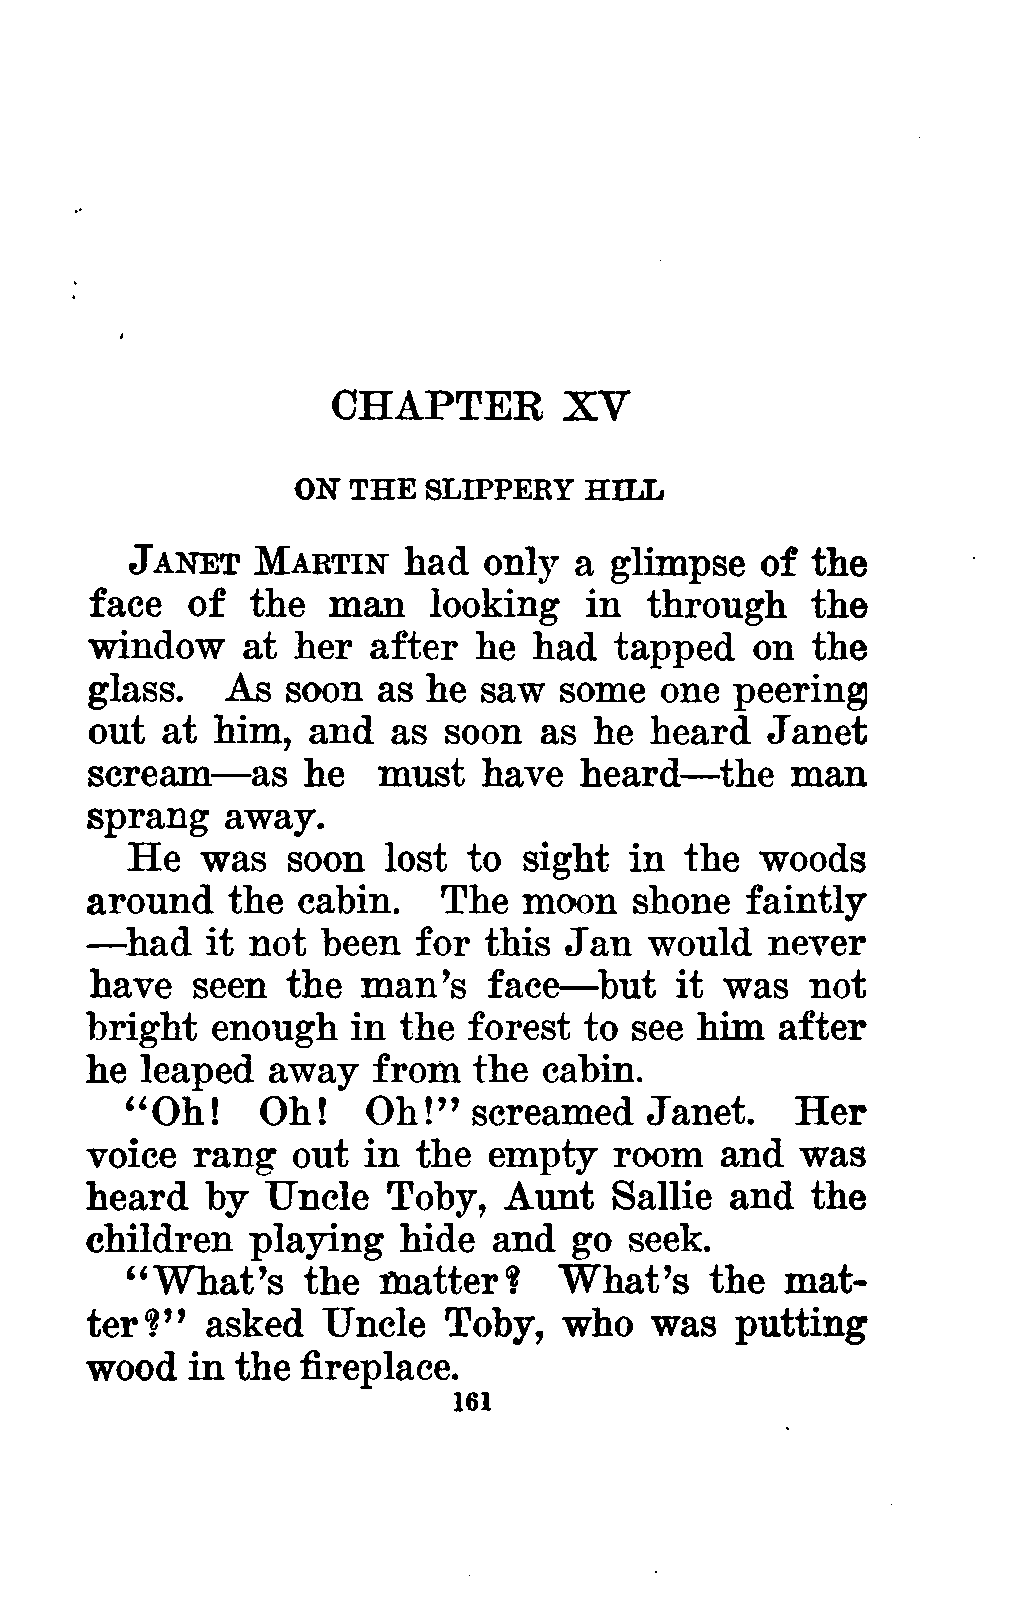 CHAPTER XV
ON THE SLIPPERY HILL
JANET MARTIN had only a glimpse of the
face of the man looking in through the
window at her after he had tapped on the
glass. As soon as he saw some one peering
out at him, and as soon as he heard Janet
scream—as he must have heard—the man
sprang away.
He was soon lost to sight in the woods
around the cabin. The moon shone faintly
—had it not been for this Jan would never
have seen the man's face—but it was not
bright enough in the forest to see him after
he leaped away from the cabin.
"Oh! Oh! Oh!" screamed Janet. Her
voice rang out in the empty room and was
heard by Uncle Toby, Aunt Sallie and the
children playing hide and go seek.
"What's the matter? What's the mat-
ter?" asked Uncle Toby, who was putting
wood in the fireplace.
161